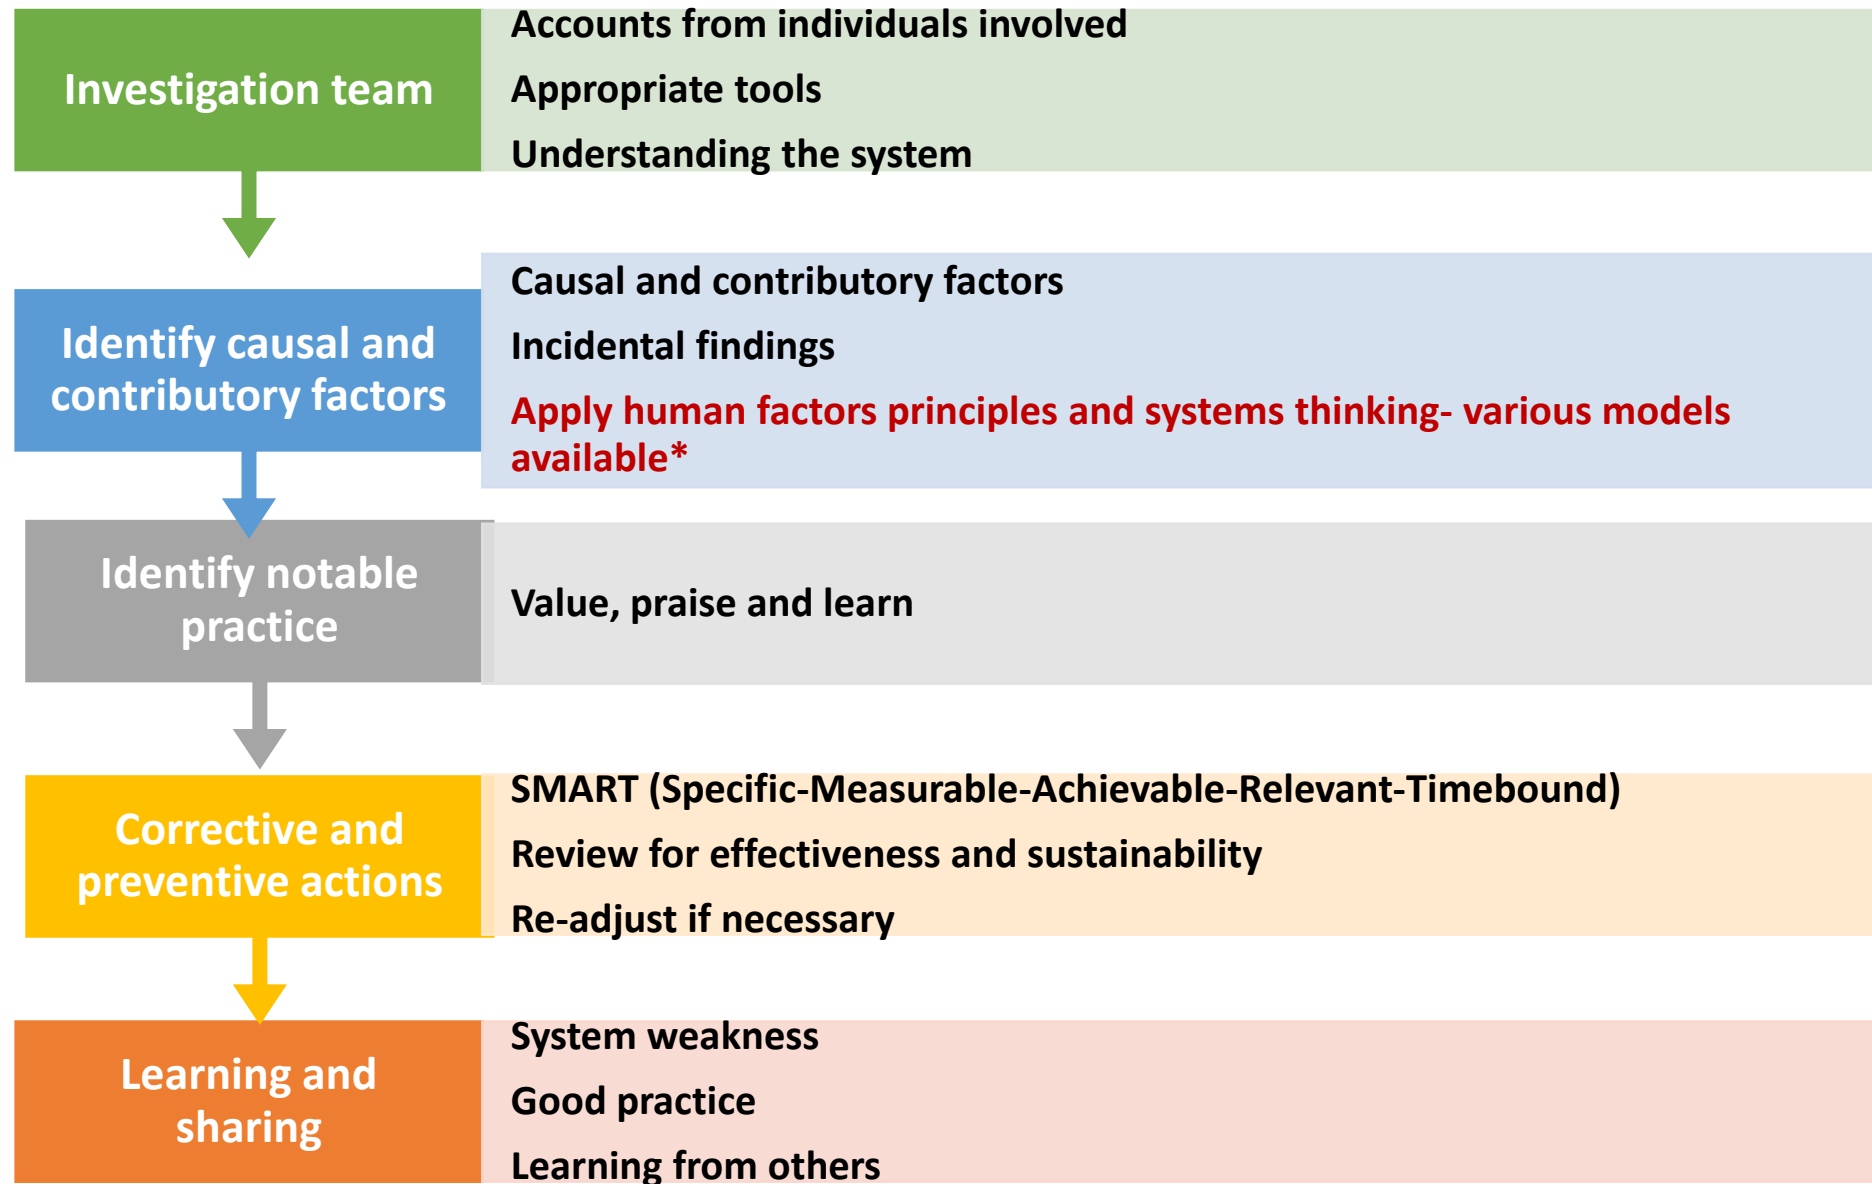 Investigation team
Accounts from individuals involved
Appropriate tools
Understanding the system
Identify causal and
contributory factors
Causal and contributory factors
Incidental findings
Apply human factors principles and systems thinking- various models
available*
Identify notable
practice
Value, praise and learn
Corrective and
preventive actions
SMART (Specific-Measurable-Achievable-Relevant-Timebound)
Review for effectiveness and sustainability
Re-adjust if necessary
Learning and
sharing
System weakness
Good practice
Learning from others